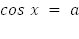 cos x = a